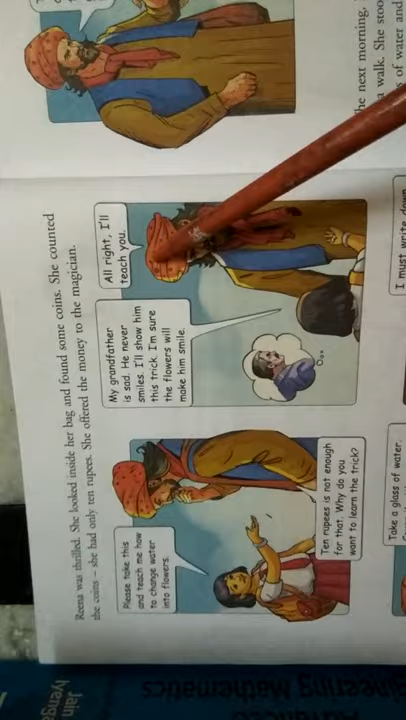 Reena was thrilled. She looked inside her bag and found some coins. She counted
the coins – she had only ten rupees. She offered the money to the magician.
Please take this
and teach me how
to change water
into flowers.
Ten rupees is not enough
for that. Why do you
want to learn the trick?
My grandfather
is sad. He never
smiles. I'll show him
this trick. I'm sure
the flowers will
make him smile.
All right, I'll
teach you.
Take a glass of water.
I must write down
he next morning,
a walk. She stoo
s of water and
Jain
Iyenga
Advanced
gineering Mathematics